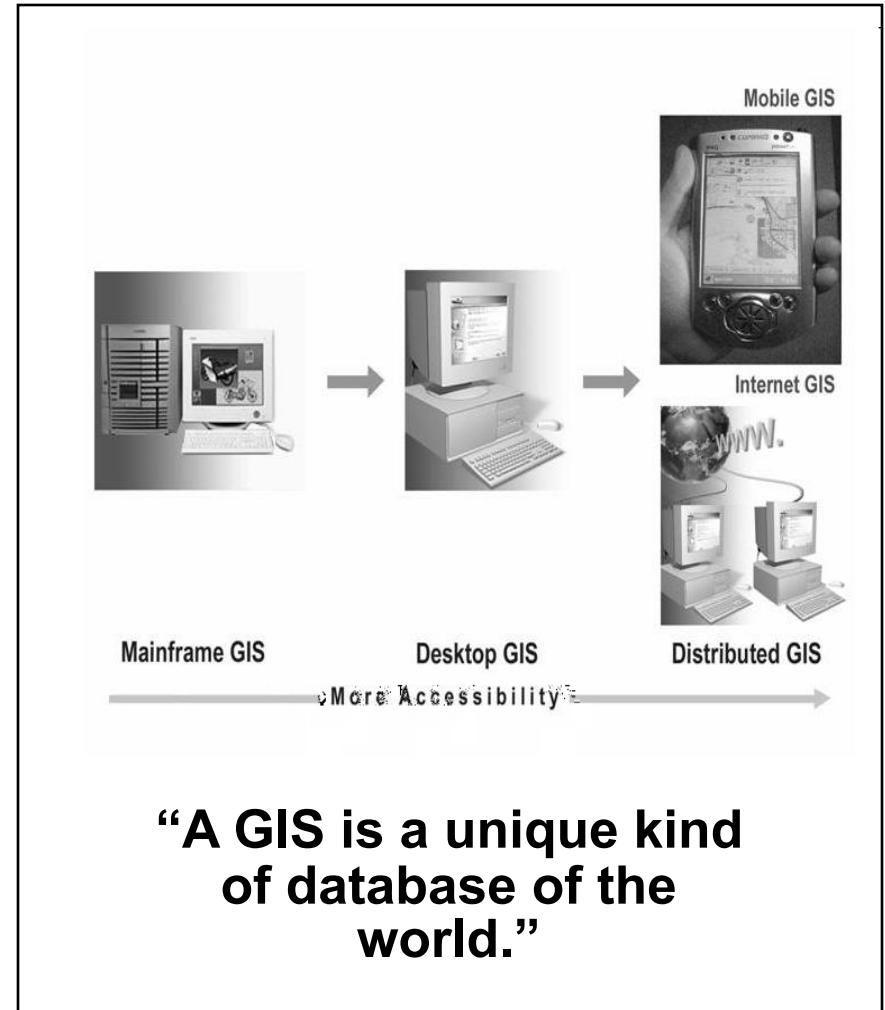 Mobile GIS
COMPAQ
Internet GIS
WWW.
Mainframe GIS
Desktop GIS
Distributed GIS
More Accessibility
“A GIS is a unique kind
of database of the
world.”